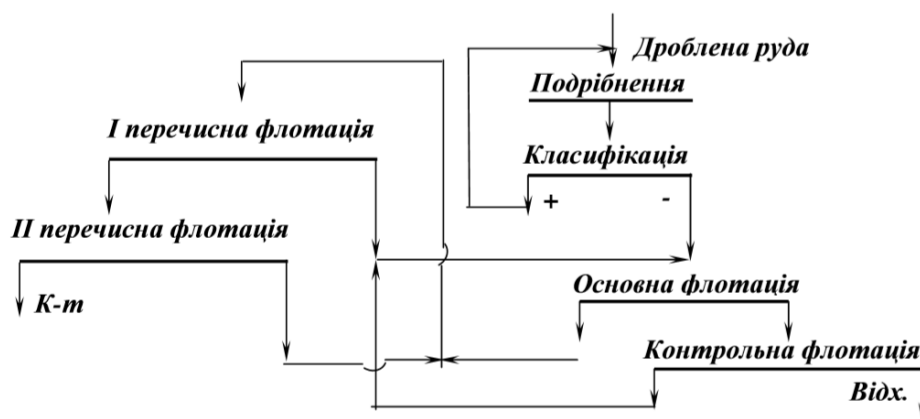 Дроблена руда
Подрібнення
І перечисна флотація
Класифікація
+ -
ІІ перечисна флотація
К-т
Основна флотація
Контрольна флотація
Відх.